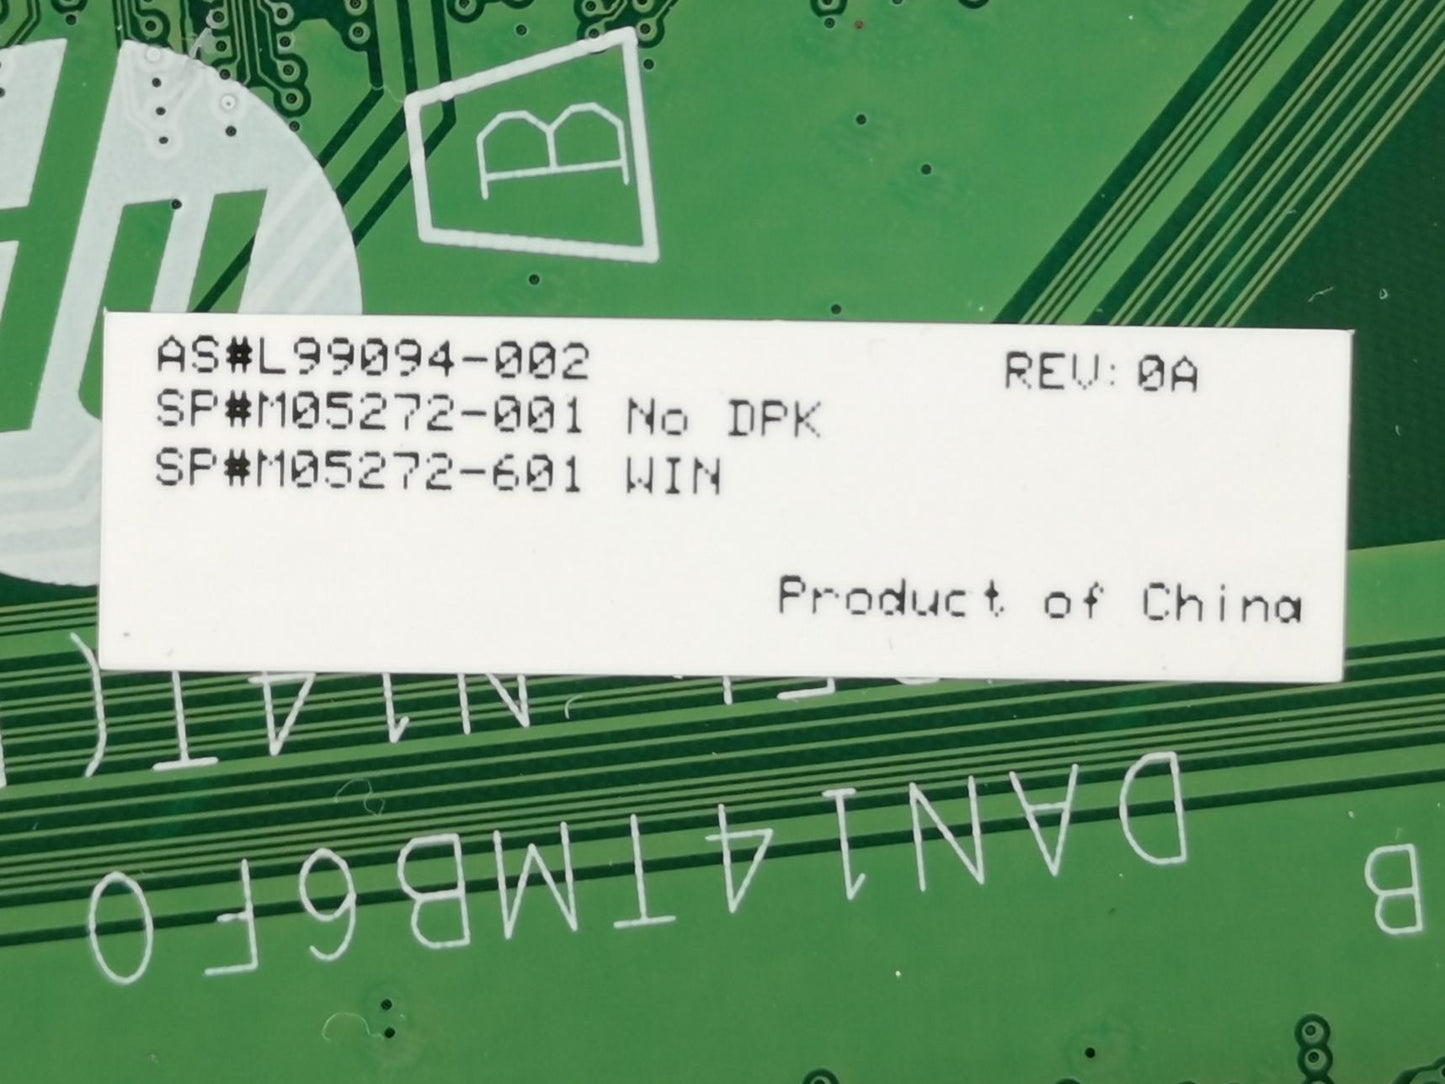 B
AS#L99094-002 REV: 0A
SP#M05272-001 No DPK
SP#M05272-601 WIN
Product of China
DAN14TMB6F0
B